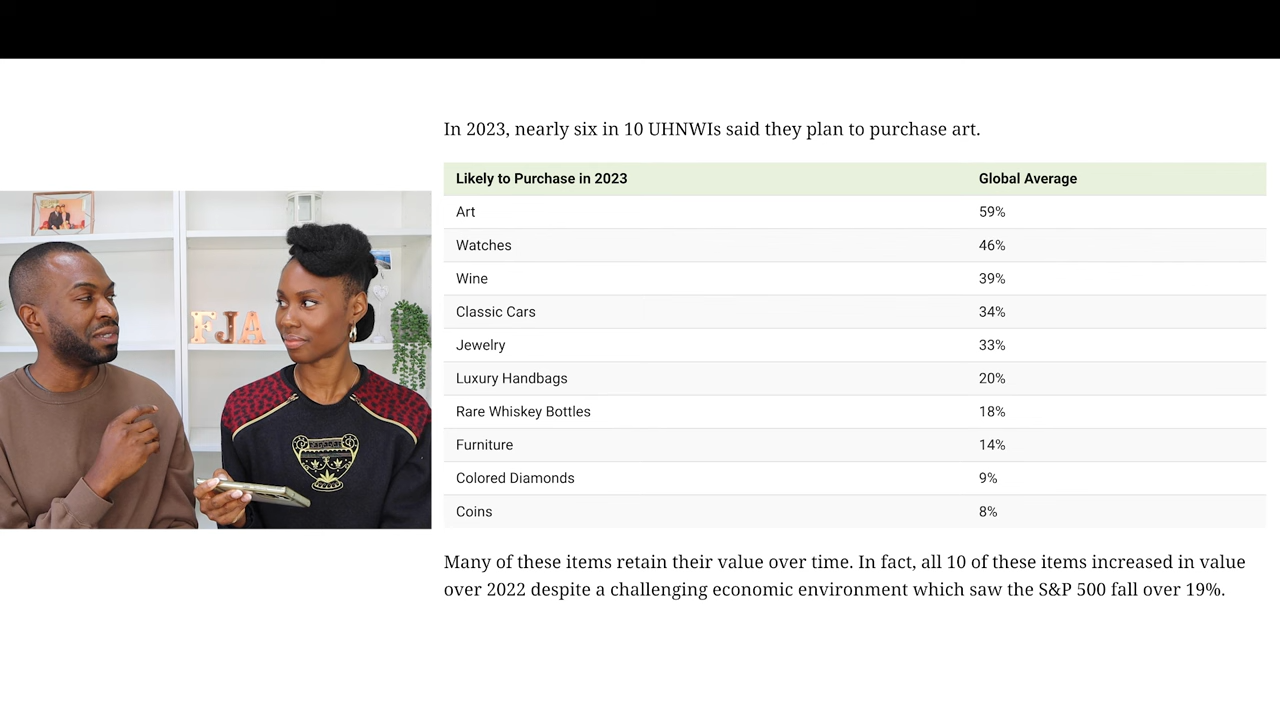 In 2023, nearly six in 10 UHNWIs said they plan to purchase art.
Likely to Purchase in 2023 Global Average
Art 59%
Watches 46%
Wine 39%
Classic Cars 34%
Jewelry 33%
Luxury Handbags 20%
Rare Whiskey Bottles 18%
Furniture 14%
Colored Diamonds 9%
Coins 8%
Many of these items retain their value over time. In fact, all 10 of these items increased in value
over 2022 despite a challenging economic environment which saw the S&P 500 fall over 19%.
FJA